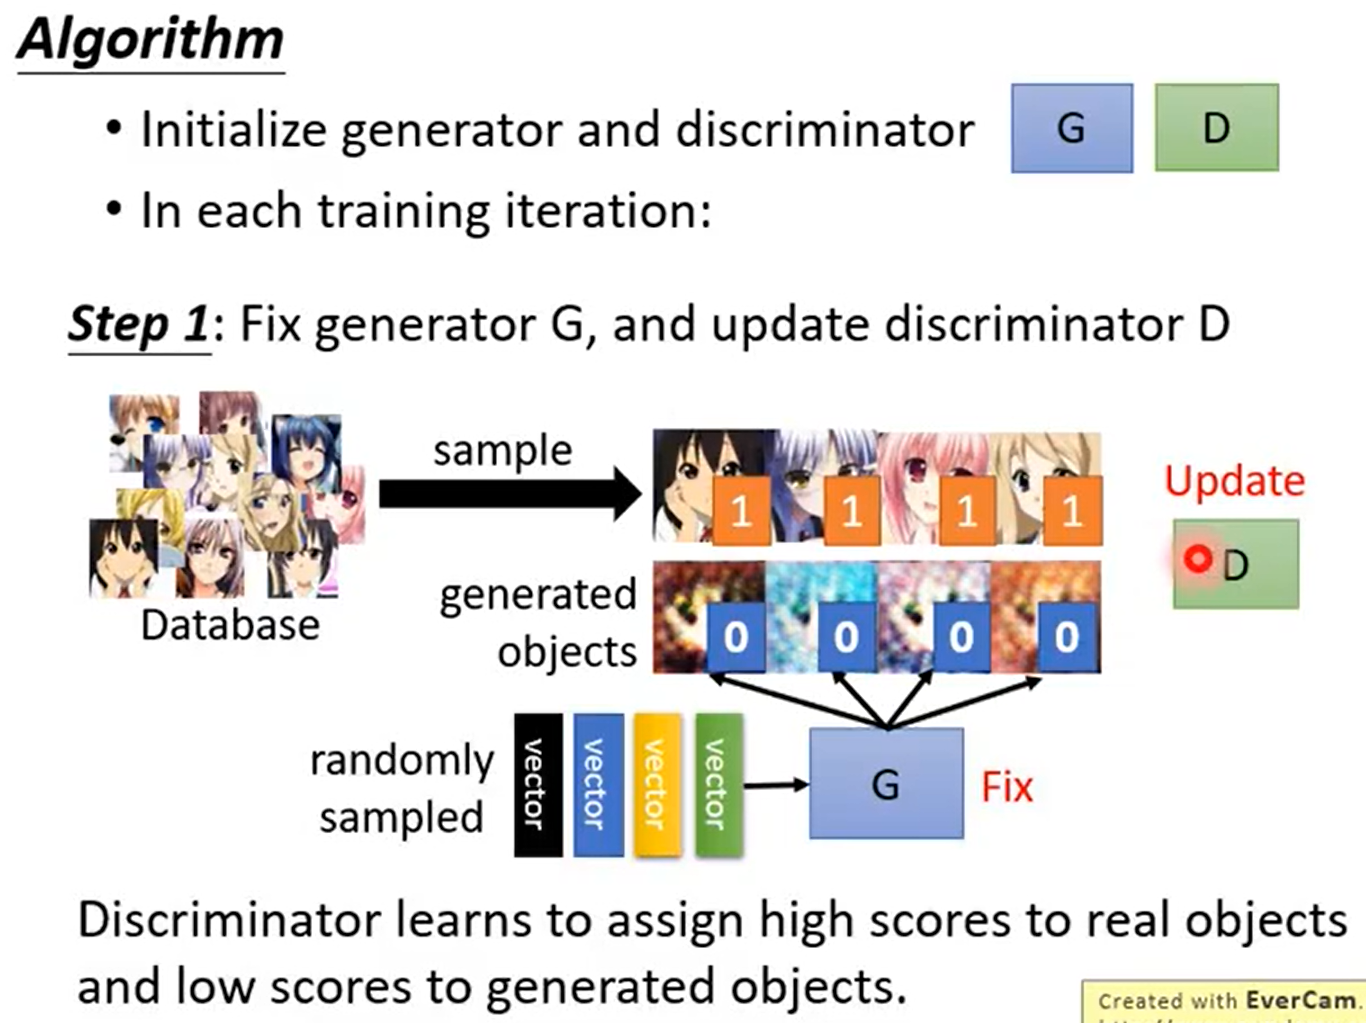 Algorithm
• Initialize generator and discriminator
G
D
• In each training iteration:
Step 1: Fix generator G, and update discriminator D
sample
1
1
1
1
Update
D
Database
generated
objects
0
0
0
0
randomly
sampled
vector
vector
vector
vector
G
Fix
Discriminator learns to assign high scores to real objects
and low scores to generated objects.
Created with EverCam.